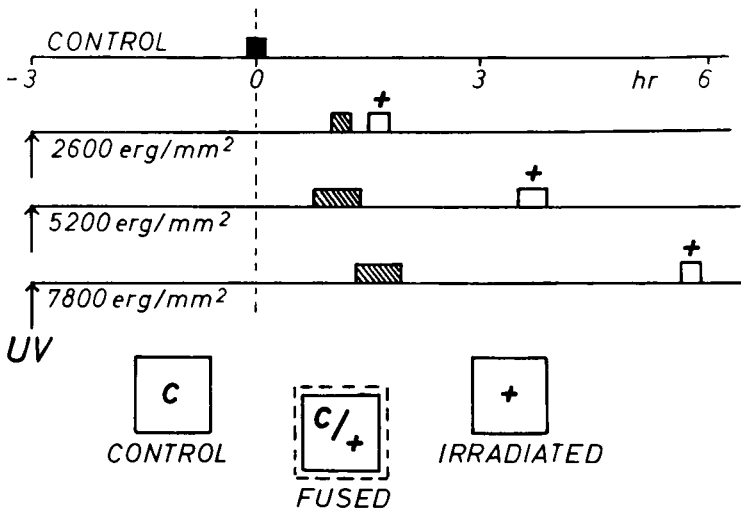 CONTROL
-3 0 3 hr 6
+
2600 erg/mm²
+
5200 erg/mm²
+
7800 erg/mm²
UV
C
C/+
+
CONTROL
IRRADIATED
FUSED